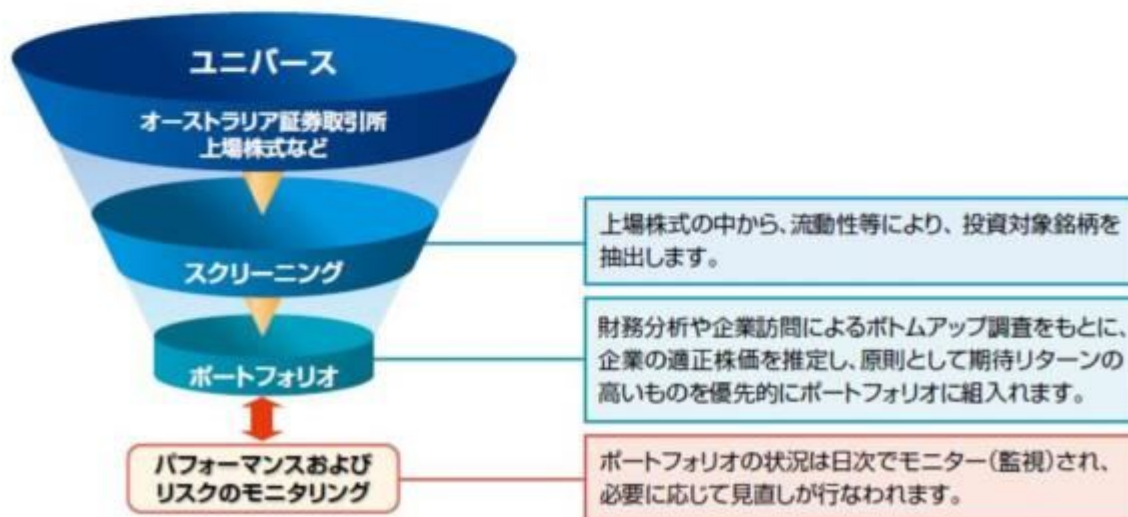 ユニバース
オーストラリア証券取引所
上場株式など
スクリーニング
上場株式の中から、流動性等により、投資対象銘柄を
抽出します。
ポートフォリオ
財務分析や企業訪問によるボトムアップ調査をもとに、
企業の適正株価を推定し、原則として期待リターンの
高いものを優先的にポートフォリオに組入れます。
パフォーマンスおよび
リスクのモニタリング
ポートフォリオの状況は日次でモニター(監視)され、
必要に応じて見直しが行なわれます。